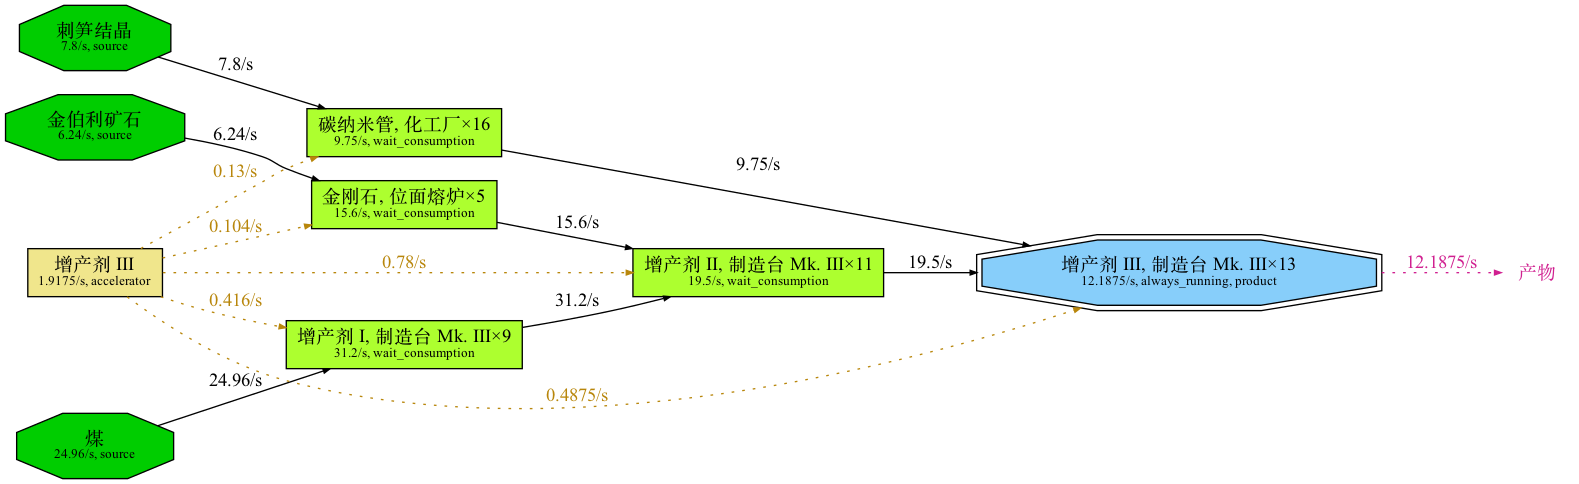 刺笋结晶
7.8/s, source
7.8/s
金伯利矿石
6.24/s, source
6.24/s
碳纳米管, 化工厂×16
9.75/s, wait_consumption
9.75/s
0.13/s
金刚石, 位面熔炉×5
15.6/s, wait_consumption
15.6/s
0.104/s
增产剂 III
1.9175/s, accelerator
0.78/s
增产剂 II, 制造台 Mk. III×11
19.5/s, wait_consumption
19.5/s
增产剂 III, 制造台 Mk. III×13
12.1875/s, always_running, product
12.1875/s
产物
0.416/s
31.2/s
增产剂 I, 制造台 Mk. III×9
31.2/s, wait_consumption
24.96/s
0.4875/s
煤
24.96/s, source